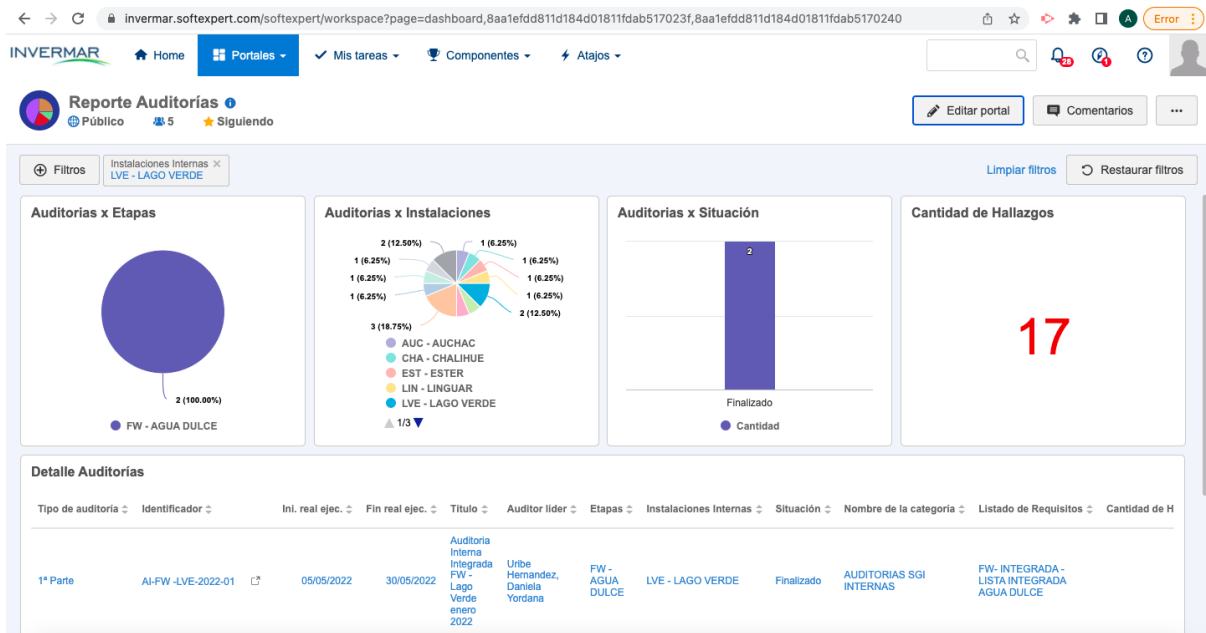 invermar.softexpert.com/softexpert/workspace?page=dashboard,8aa1efdd811d184d01811fdab517023f,8aa1efdd811d184d01811fdab5170240
A
Error
INVERMAR
Home
Portales
Mis tareas
Componentes
Atajos
28
1
Reporte Auditorías
Público
5
Siguiendo
Editar portal
Comentarios
Filtros
Instalaciones Internas
LVE - LAGO VERDE
Limpiar filtros
Restaurar filtros
Auditorias x Etapas
2 (100.00%)
FW - AGUA DULCE
Auditorias x Instalaciones
2 (12.50%)
1 (6.25%)
1 (6.25%)
1 (6.25%)
1 (6.25%)
1 (6.25%)
1 (6.25%)
1 (6.25%)
2 (12.50%)
3 (18.75%)
AUC - AUCHAC
CHA - CHALIHUE
EST - ESTER
LIN - LINGUAR
LVE - LAGO VERDE
1/3
Auditorias x Situación
2
Finalizado
Cantidad
Cantidad de Hallazgos
17
Detalle Auditorías
Tipo de auditoría Identificador Ini. real ejec. Fin real ejec. Titulo Auditor líder Etapas Instalaciones Internas Situación Nombre de la categoría Listado de Requisitos Cantidad de H
1ª Parte
AI-FW -LVE-2022-01
05/05/2022
30/05/2022
Auditoria
Interna
Integrada
FW -
Lago
Verde
enero
2022
Uribe
Hernandez,
Daniela
Yordana
FW -
AGUA
DULCE
LVE - LAGO VERDE
Finalizado
AUDITORIAS SGI
INTERNAS
FW- INTEGRADA -
LISTA INTEGRADA
AGUA DULCE